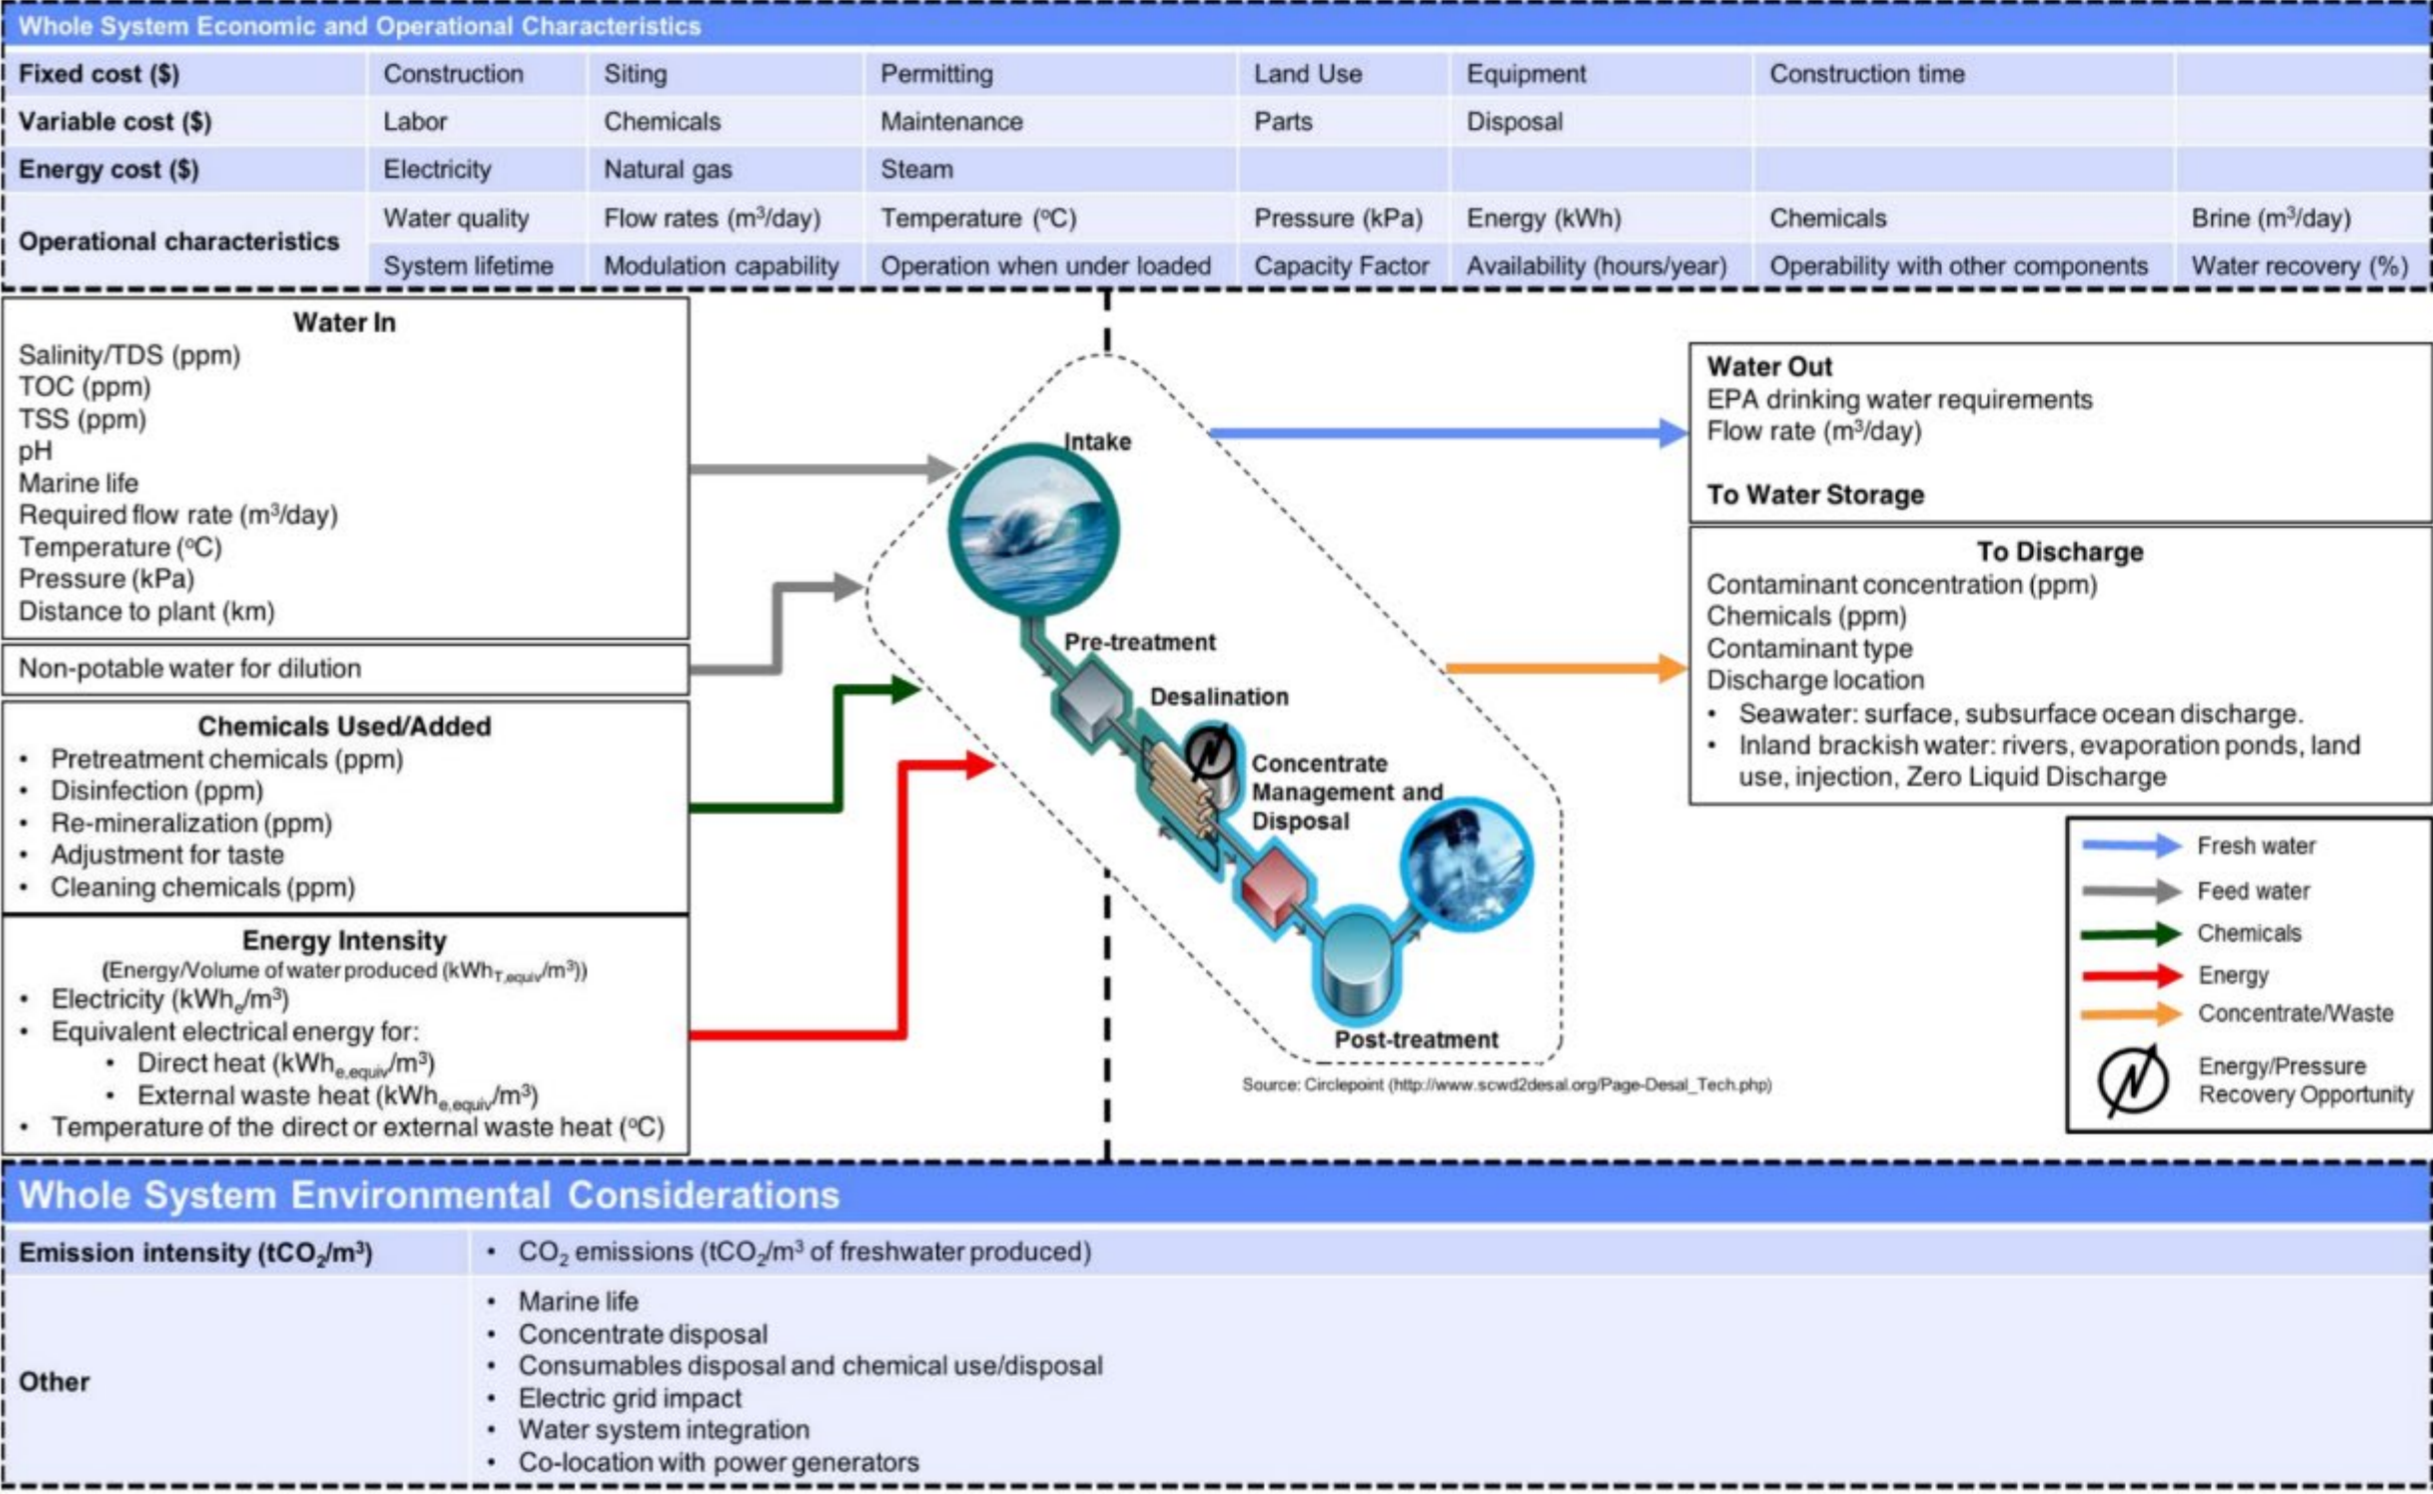 Whole System Economic and Operational Characteristics
Fixed cost ($) Construction Siting Permitting Land Use Equipment Construction time
Variable cost ($) Labor Chemicals Maintenance Parts Disposal
Energy cost ($) Electricity Natural gas Steam
Operational characteristics
Water quality Flow rates (m³/day) Temperature (ºC) Pressure (kPa) Energy (kWh) Chemicals Brine (m³/day)
System lifetime Modulation capability Operation when under loaded Capacity Factor Availability (hours/year) Operability with other components Water recovery (%)
Water In
Salinity/TDS (ppm)
TOC (ppm)
TSS (ppm)
pH
Marine life
Required flow rate (m³/day)
Temperature (ºC)
Pressure (kPa)
Distance to plant (km)
Non-potable water for dilution
Chemicals Used/Added
• Pretreatment chemicals (ppm)
• Disinfection (ppm)
• Re-mineralization (ppm)
• Adjustment for taste
• Cleaning chemicals (ppm)
Energy Intensity
(Energy/Volume of water produced (kWhT,equiv/m³))
• Electricity (kWhe/m³)
• Equivalent electrical energy for:
• Direct heat (kWhe,equiv/m³)
• External waste heat (kWhe,equiv/m³)
• Temperature of the direct or external waste heat (ºC)
Intake
Pre-treatment
Desalination
Concentrate
Management and
Disposal
Post-treatment
Source: Circlepoint (http://www.scwd2desal.org/Page-Desal_Tech.php)
Water Out
EPA drinking water requirements
Flow rate (m³/day)
To Water Storage
To Discharge
Contaminant concentration (ppm)
Chemicals (ppm)
Contaminant type
Discharge location
• Seawater: surface, subsurface ocean discharge.
• Inland brackish water: rivers, evaporation ponds, land
use, injection, Zero Liquid Discharge
Fresh water
Feed water
Chemicals
Energy
Concentrate/Waste
Energy/Pressure
Recovery Opportunity
Whole System Environmental Considerations
Emission intensity (tCO₂/m³) • CO₂ emissions (tCO₂/m³ of freshwater produced)
Other
• Marine life
• Concentrate disposal
• Consumables disposal and chemical use/disposal
• Electric grid impact
• Water system integration
• Co-location with power generators